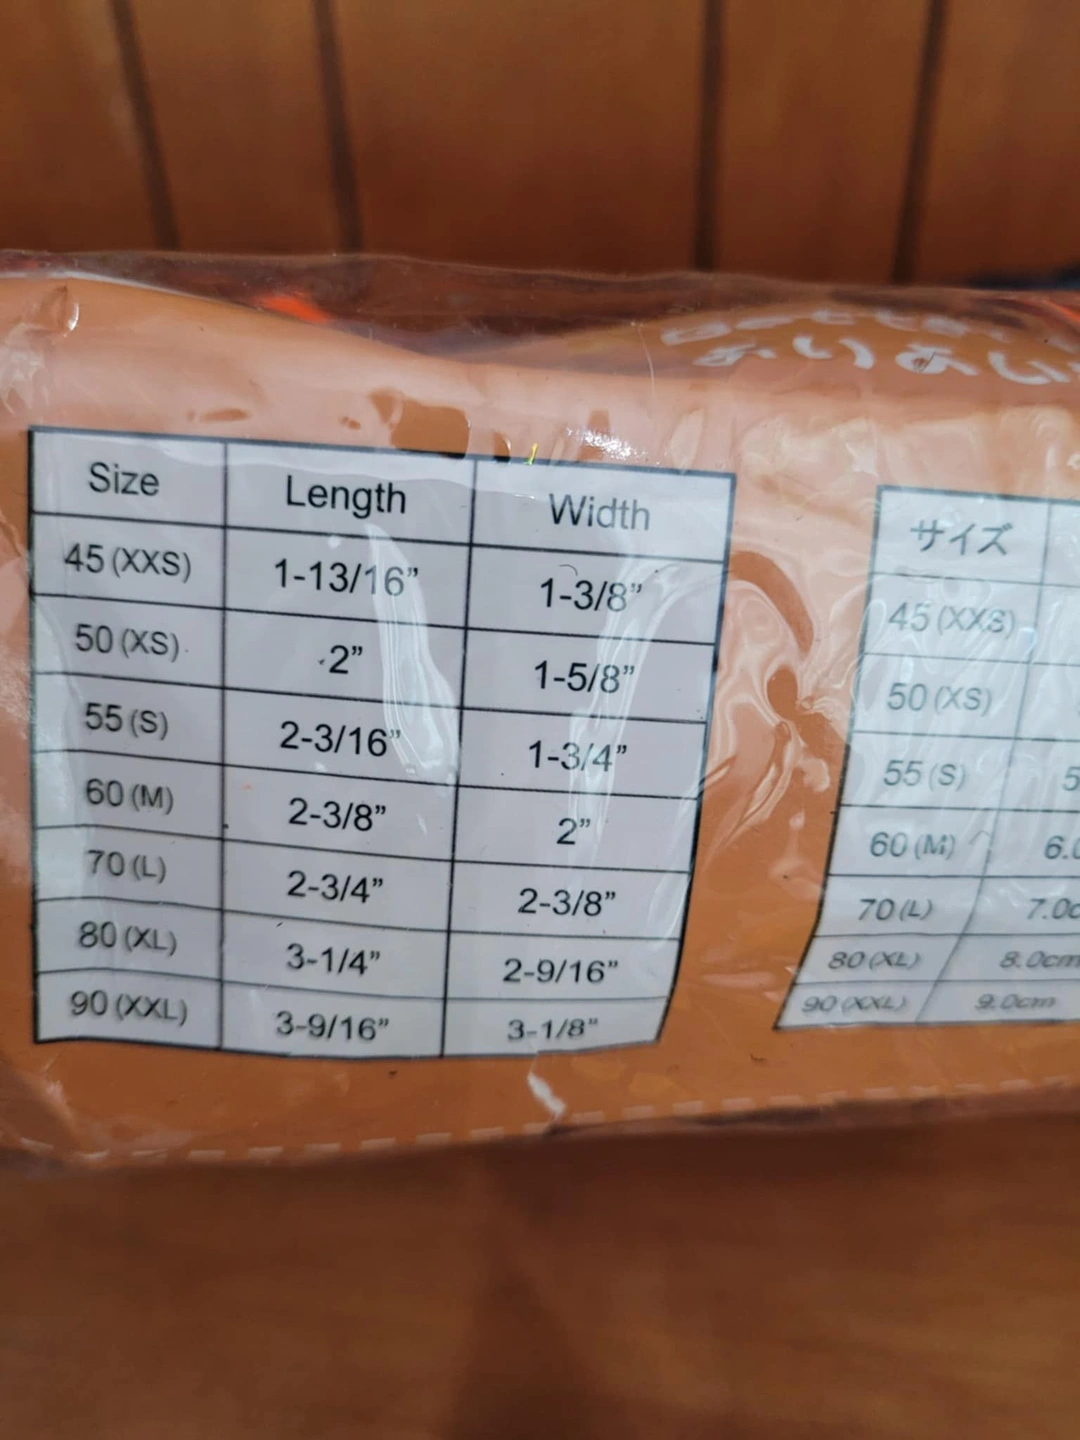 Size Length Width
45 (XXS) 1-13/16” 1-3/8”
50 (XS) 2” 1-5/8”
55 (S) 2-3/16” 1-3/4”
60 (M) 2-3/8” 2”
70 (L) 2-3/4” 2-3/8”
80 (XL) 3-1/4” 2-9/16”
90 (XXL) 3-9/16” 3-1/8”
サイズ
45 (XXS)
50 (XS)
55 (S) 5
60 (M) 6.0
70 (L) 7.0c
80 (XL) 8.0cm
90 (XXL) 9.0cm